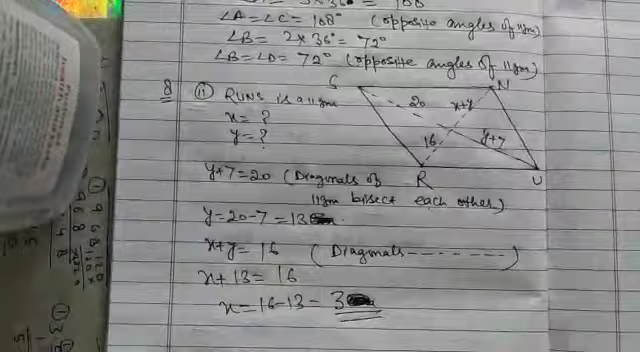 ∠A = ∠C = 108° (opposite angles of ||gm)
∠B = 2 × 36° = 72°
∠B = ∠D = 72° (opposite angles of ||gm)
8 (ii) RUNS is a ||gm
x = ?
y = ?
S N
20 x+y
16 y+7
R U
y+7 = 20 (Diagonals of
||gm bisect each other)
y = 20 - 7 = 13
x+y = 16 (Diagonals - - - - - - -)
x + 13 = 16
x = 16 - 13 = 3